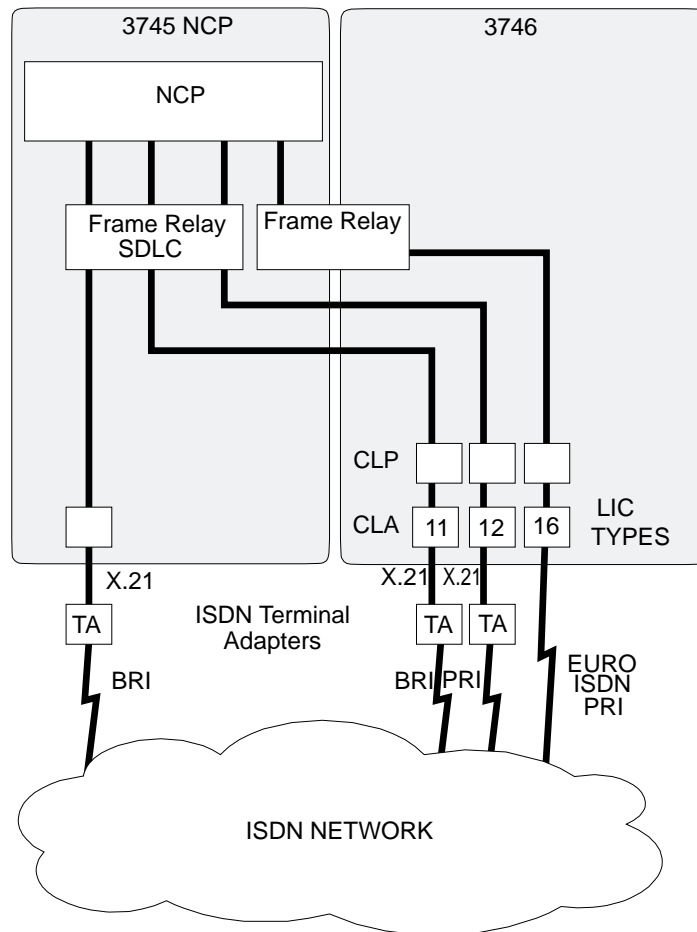 3745 NCP
3746
NCP
Frame Relay
SDLC
Frame Relay
CLP
CLA
11
12
16
LIC
TYPES
X.21
X.21
X.21
TA
ISDN Terminal
Adapters
TA
TA
BRI
BRI
PRI
EURO
ISDN
PRI
ISDN NETWORK